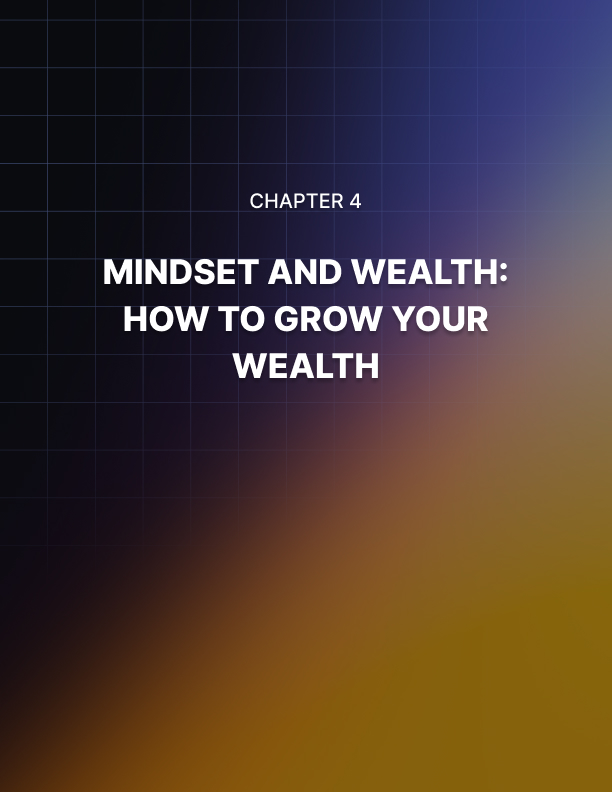 CHAPTER 4
MINDSET AND WEALTH:
HOW TO GROW YOUR
WEALTH